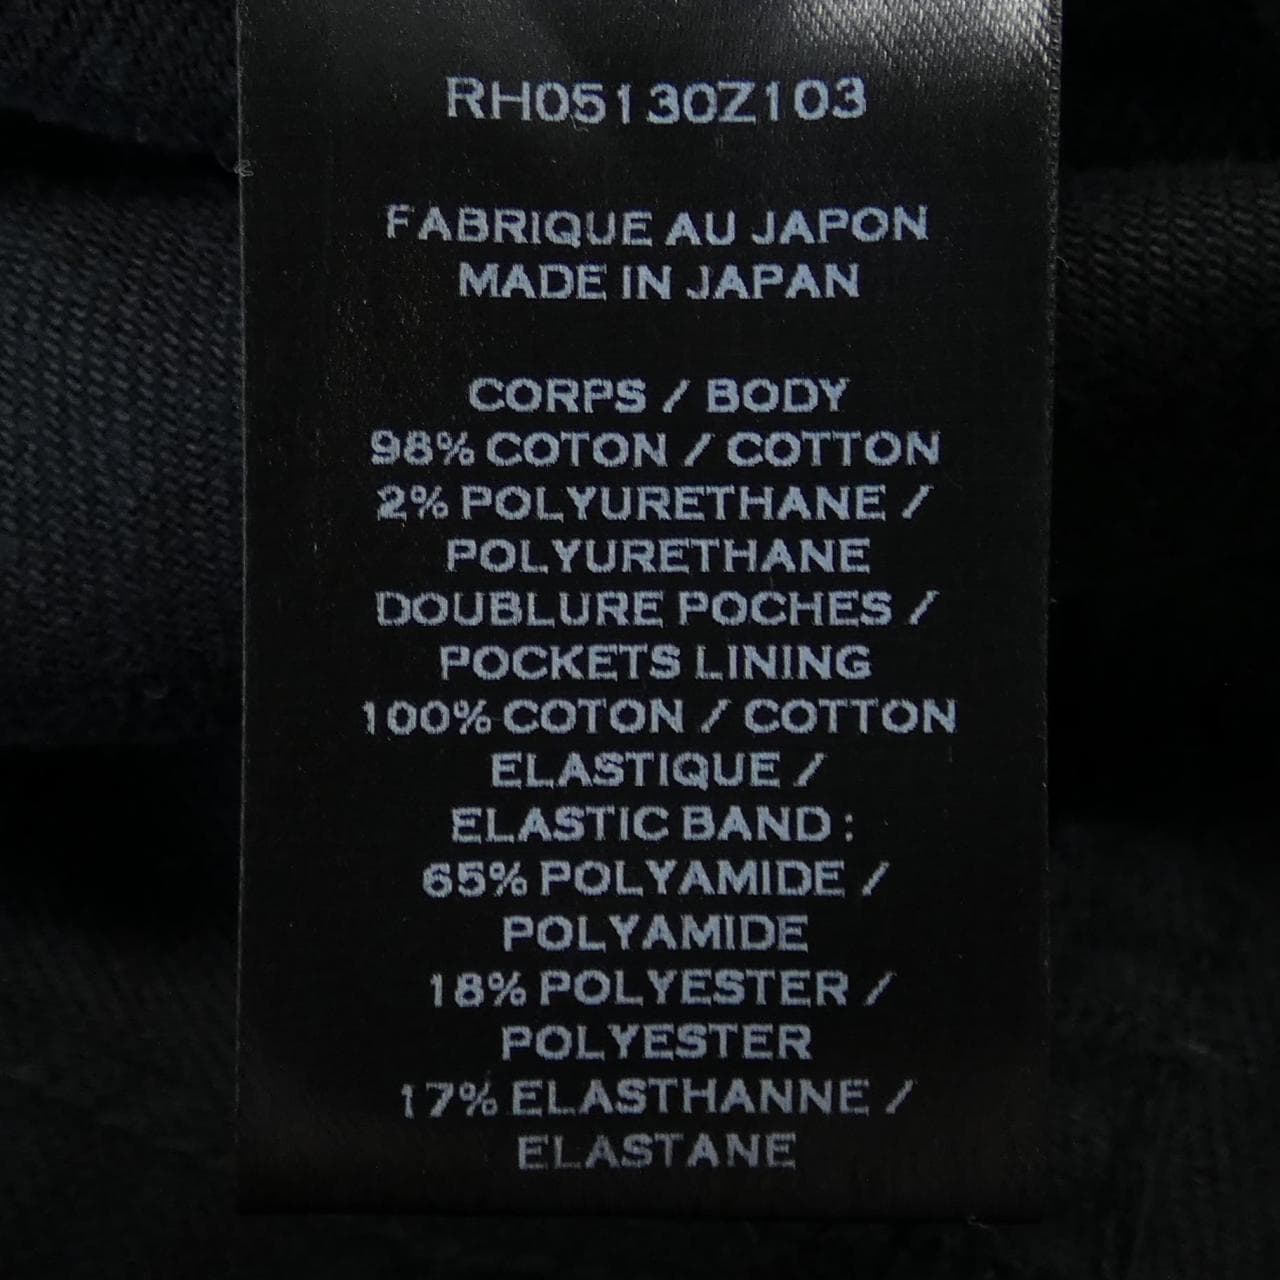 RH05130Z103
FABRIQUE AU JAPON
MADE IN JAPAN
CORPS / BODY
98% COTON / COTTON
2% POLYURETHANE /
POLYURETHANE
DOUBLURE POCHES /
POCKETS LINING
100% COTON / COTTON
ELASTIQUE /
ELASTIC BAND :
65% POLYAMIDE /
POLYAMIDE
18% POLYESTER /
POLYESTER
17% ELASTHANNE /
ELASTANE